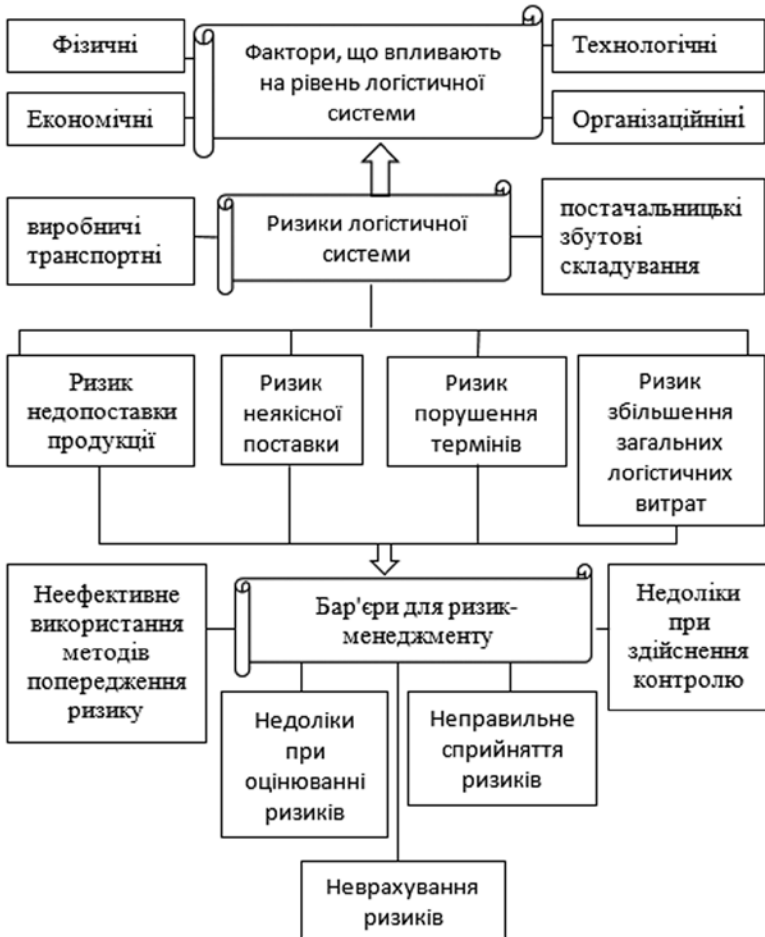 Фізичні
Фактори, що впливають
на рівень логістичної
системи
Технологічні
Економічні
Організаційніні
виробничі
транспортні
Ризики логістичної
системи
постачальницькі
збутові
складування
Ризик
недопоставки
продукції
Ризик
неякісної
поставки
Ризик
порушення
термінів
Ризик
збільшення
загальних
логістичних
витрат
Неефективне
використання
методів
попередження
ризику
Бар'єри для ризик-
менеджменту
Недоліки
при
здійснення
контролю
Недоліки
при
оцінюванні
ризиків
Неправильне
сприйняття
ризиків
Неврахування
ризиків